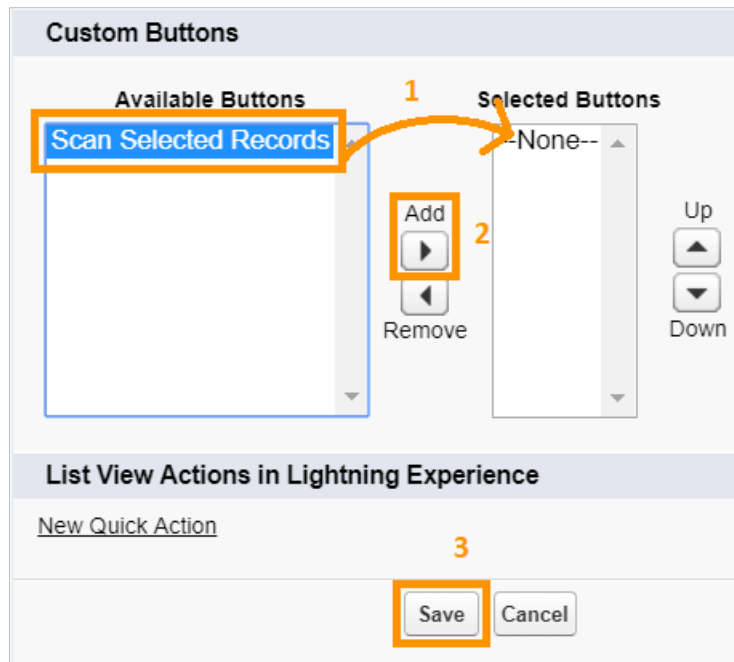 Custom Buttons
Available Buttons
1
Selected Buttons
Scan Selected Records
--None--
Add
2
Up
Remove
Down
List View Actions in Lightning Experience
New Quick Action
3
Save
Cancel